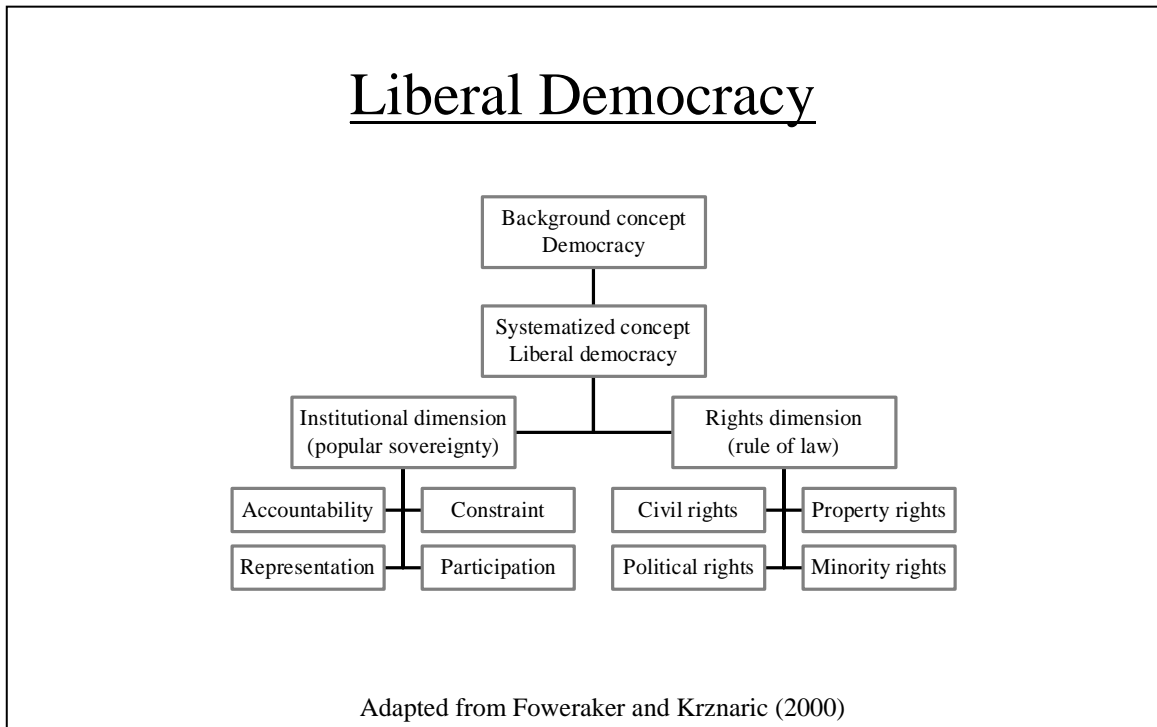 Liberal Democracy
Background concept
Democracy
Systematized concept
Liberal democracy
Institutional dimension
(popular sovereignty)
Rights dimension
(rule of law)
Accountability
Constraint
Representation
Participation
Civil rights
Property rights
Political rights
Minority rights
Adapted from Foweraker and Krznaric (2000)